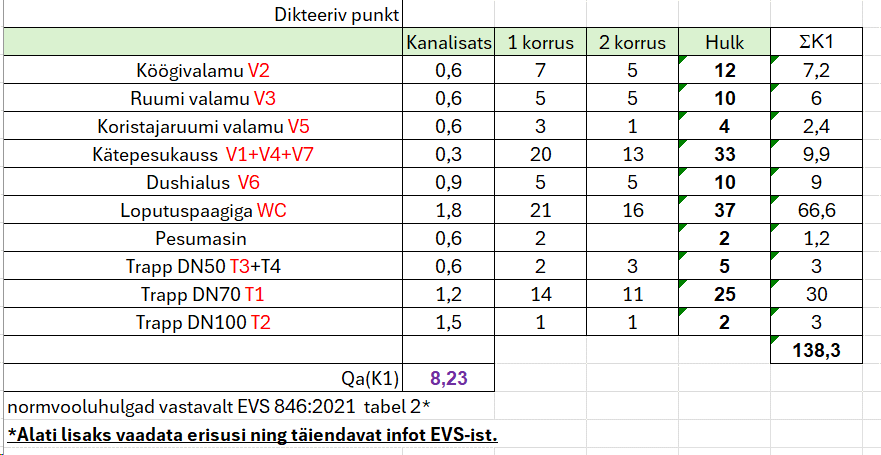 Dikteeriv punkt
Kanalisats 1 korrus 2 korrus Hulk ΣK1
Köögivalamu V2 0,6 7 5 12 7,2
Ruumi valamu V3 0,6 5 5 10 6
Koristajaruumi valamu V5 0,6 3 1 4 2,4
Kätepesukauss V1+V4+V7 0,3 20 13 33 9,9
Dushialus V6 0,9 5 5 10 9
Loputuspaagiga WC 1,8 21 16 37 66,6
Pesumasin 0,6 2 2 1,2
Trapp DN50 T3+T4 0,6 2 3 5 3
Trapp DN70 T1 1,2 14 11 25 30
Trapp DN100 T2 1,5 1 1 2 3
138,3
Qa(K1) 8,23
normvooluhulgad vastavalt EVS 846:2021 tabel 2*
*Alati lisaks vaadata erisusi ning täiendavat infot EVS-ist.